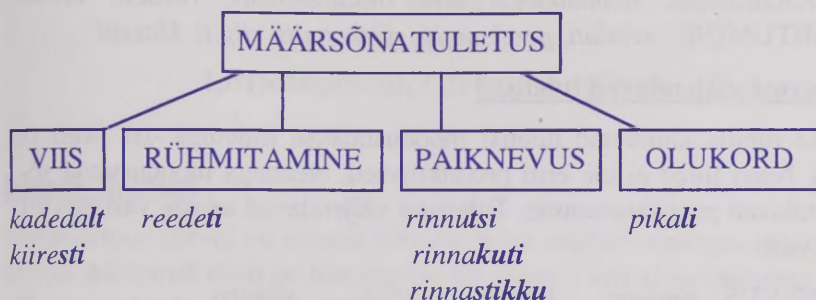 MÄÄRSÕNATULETUS
VIIS RÜHMITAMINE PAIKNEVUS OLUKORD
kadedalt reedeti rinnutsi pikali
kiiresti rinnakuti
rinnastikku